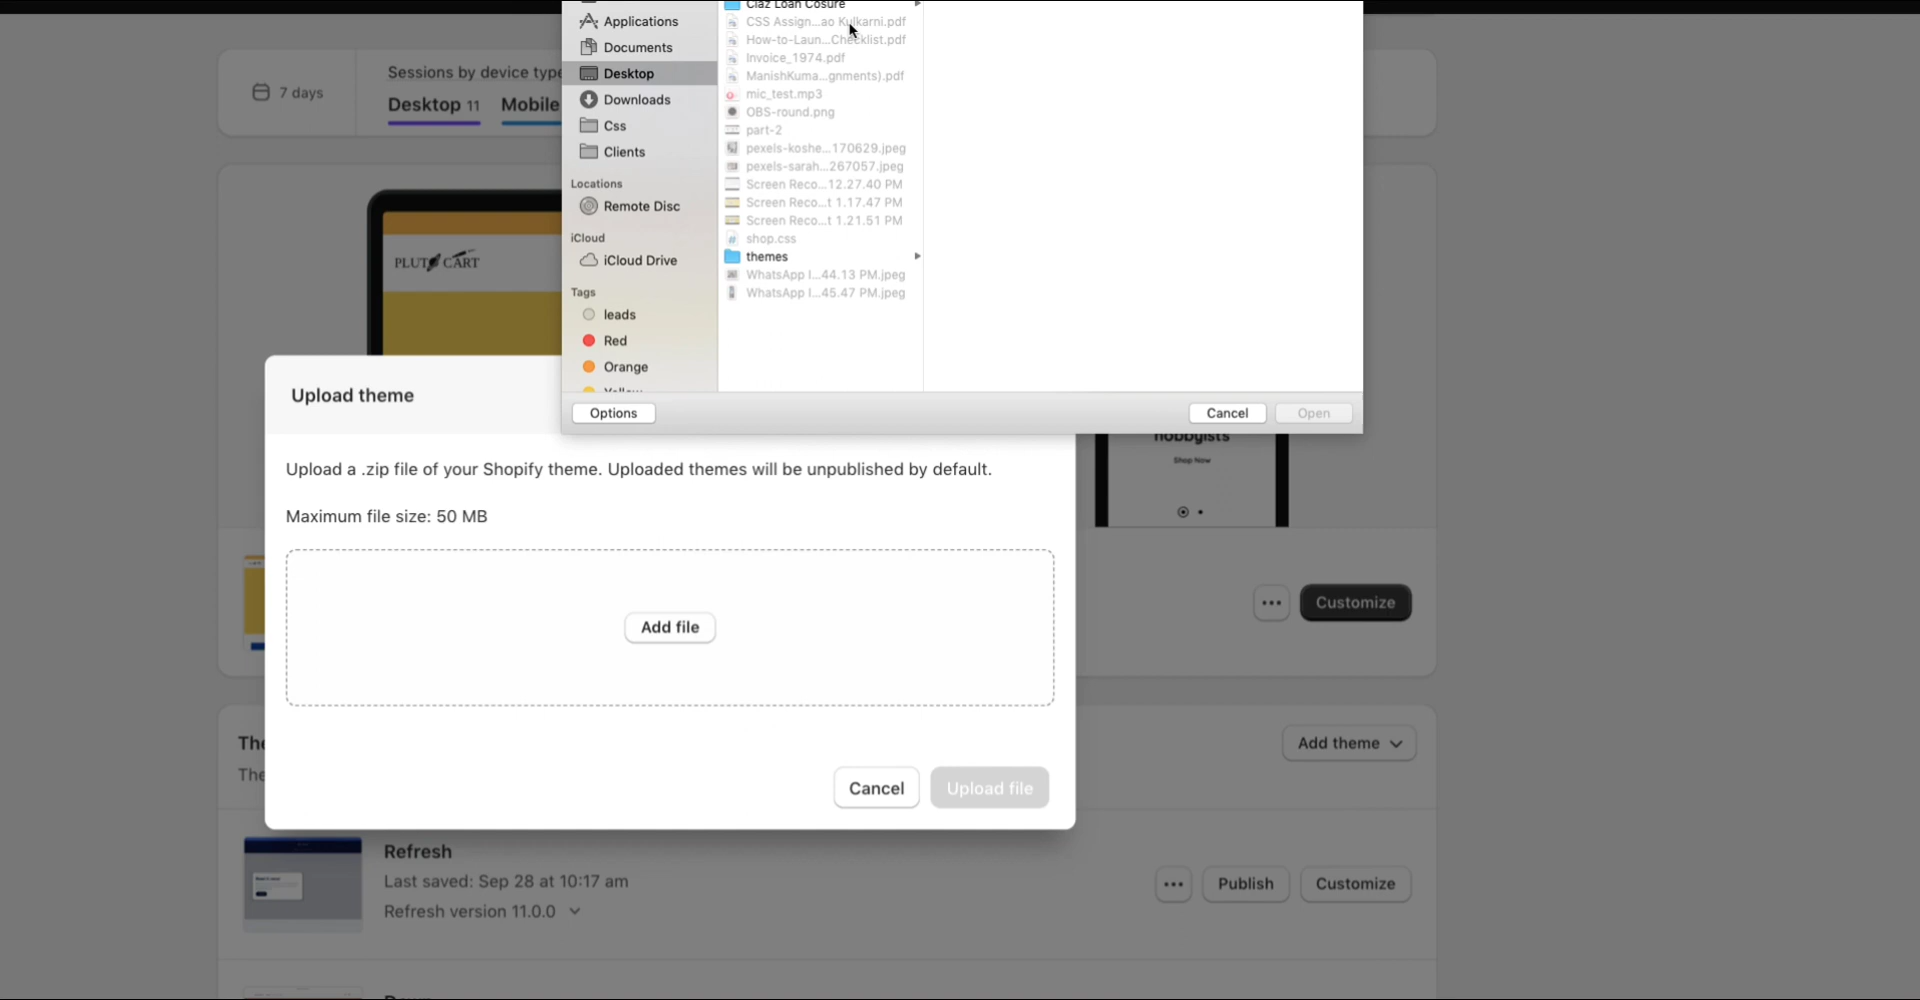 Applications
Documents
Desktop
Downloads
Css
Clients
Locations
Remote Disc
iCloud
iCloud Drive
Tags
leads
Red
Orange
Yellow
Claz Loan Cosure
CSS Assign...ao Kulkarni.pdf
How-to-Laun...Checklist.pdf
Invoice_1974.pdf
ManishKuma...gnments).pdf
mic_test.mp3
OBS-round.png
part-2
pexels-koshe...170629.jpeg
pexels-sarah...267057.jpeg
Screen Reco...12.27.40 PM
Screen Reco...t 1.17.47 PM
Screen Reco...t 1.21.51 PM
shop.css
themes
WhatsApp I...44.13 PM.jpeg
WhatsApp I...45.47 PM.jpeg
Options
Cancel
Open
7 days
Sessions by device type
Desktop 11
Mobile
PLUTO CART
hobbyists
Shop Now
Upload theme
Upload a .zip file of your Shopify theme. Uploaded themes will be unpublished by default.
Maximum file size: 50 MB
Add file
Cancel
Upload file
... Customize
The
The
Add theme
Refresh
Last saved: Sep 28 at 10:17 am
Refresh version 11.0.0
... Publish Customize